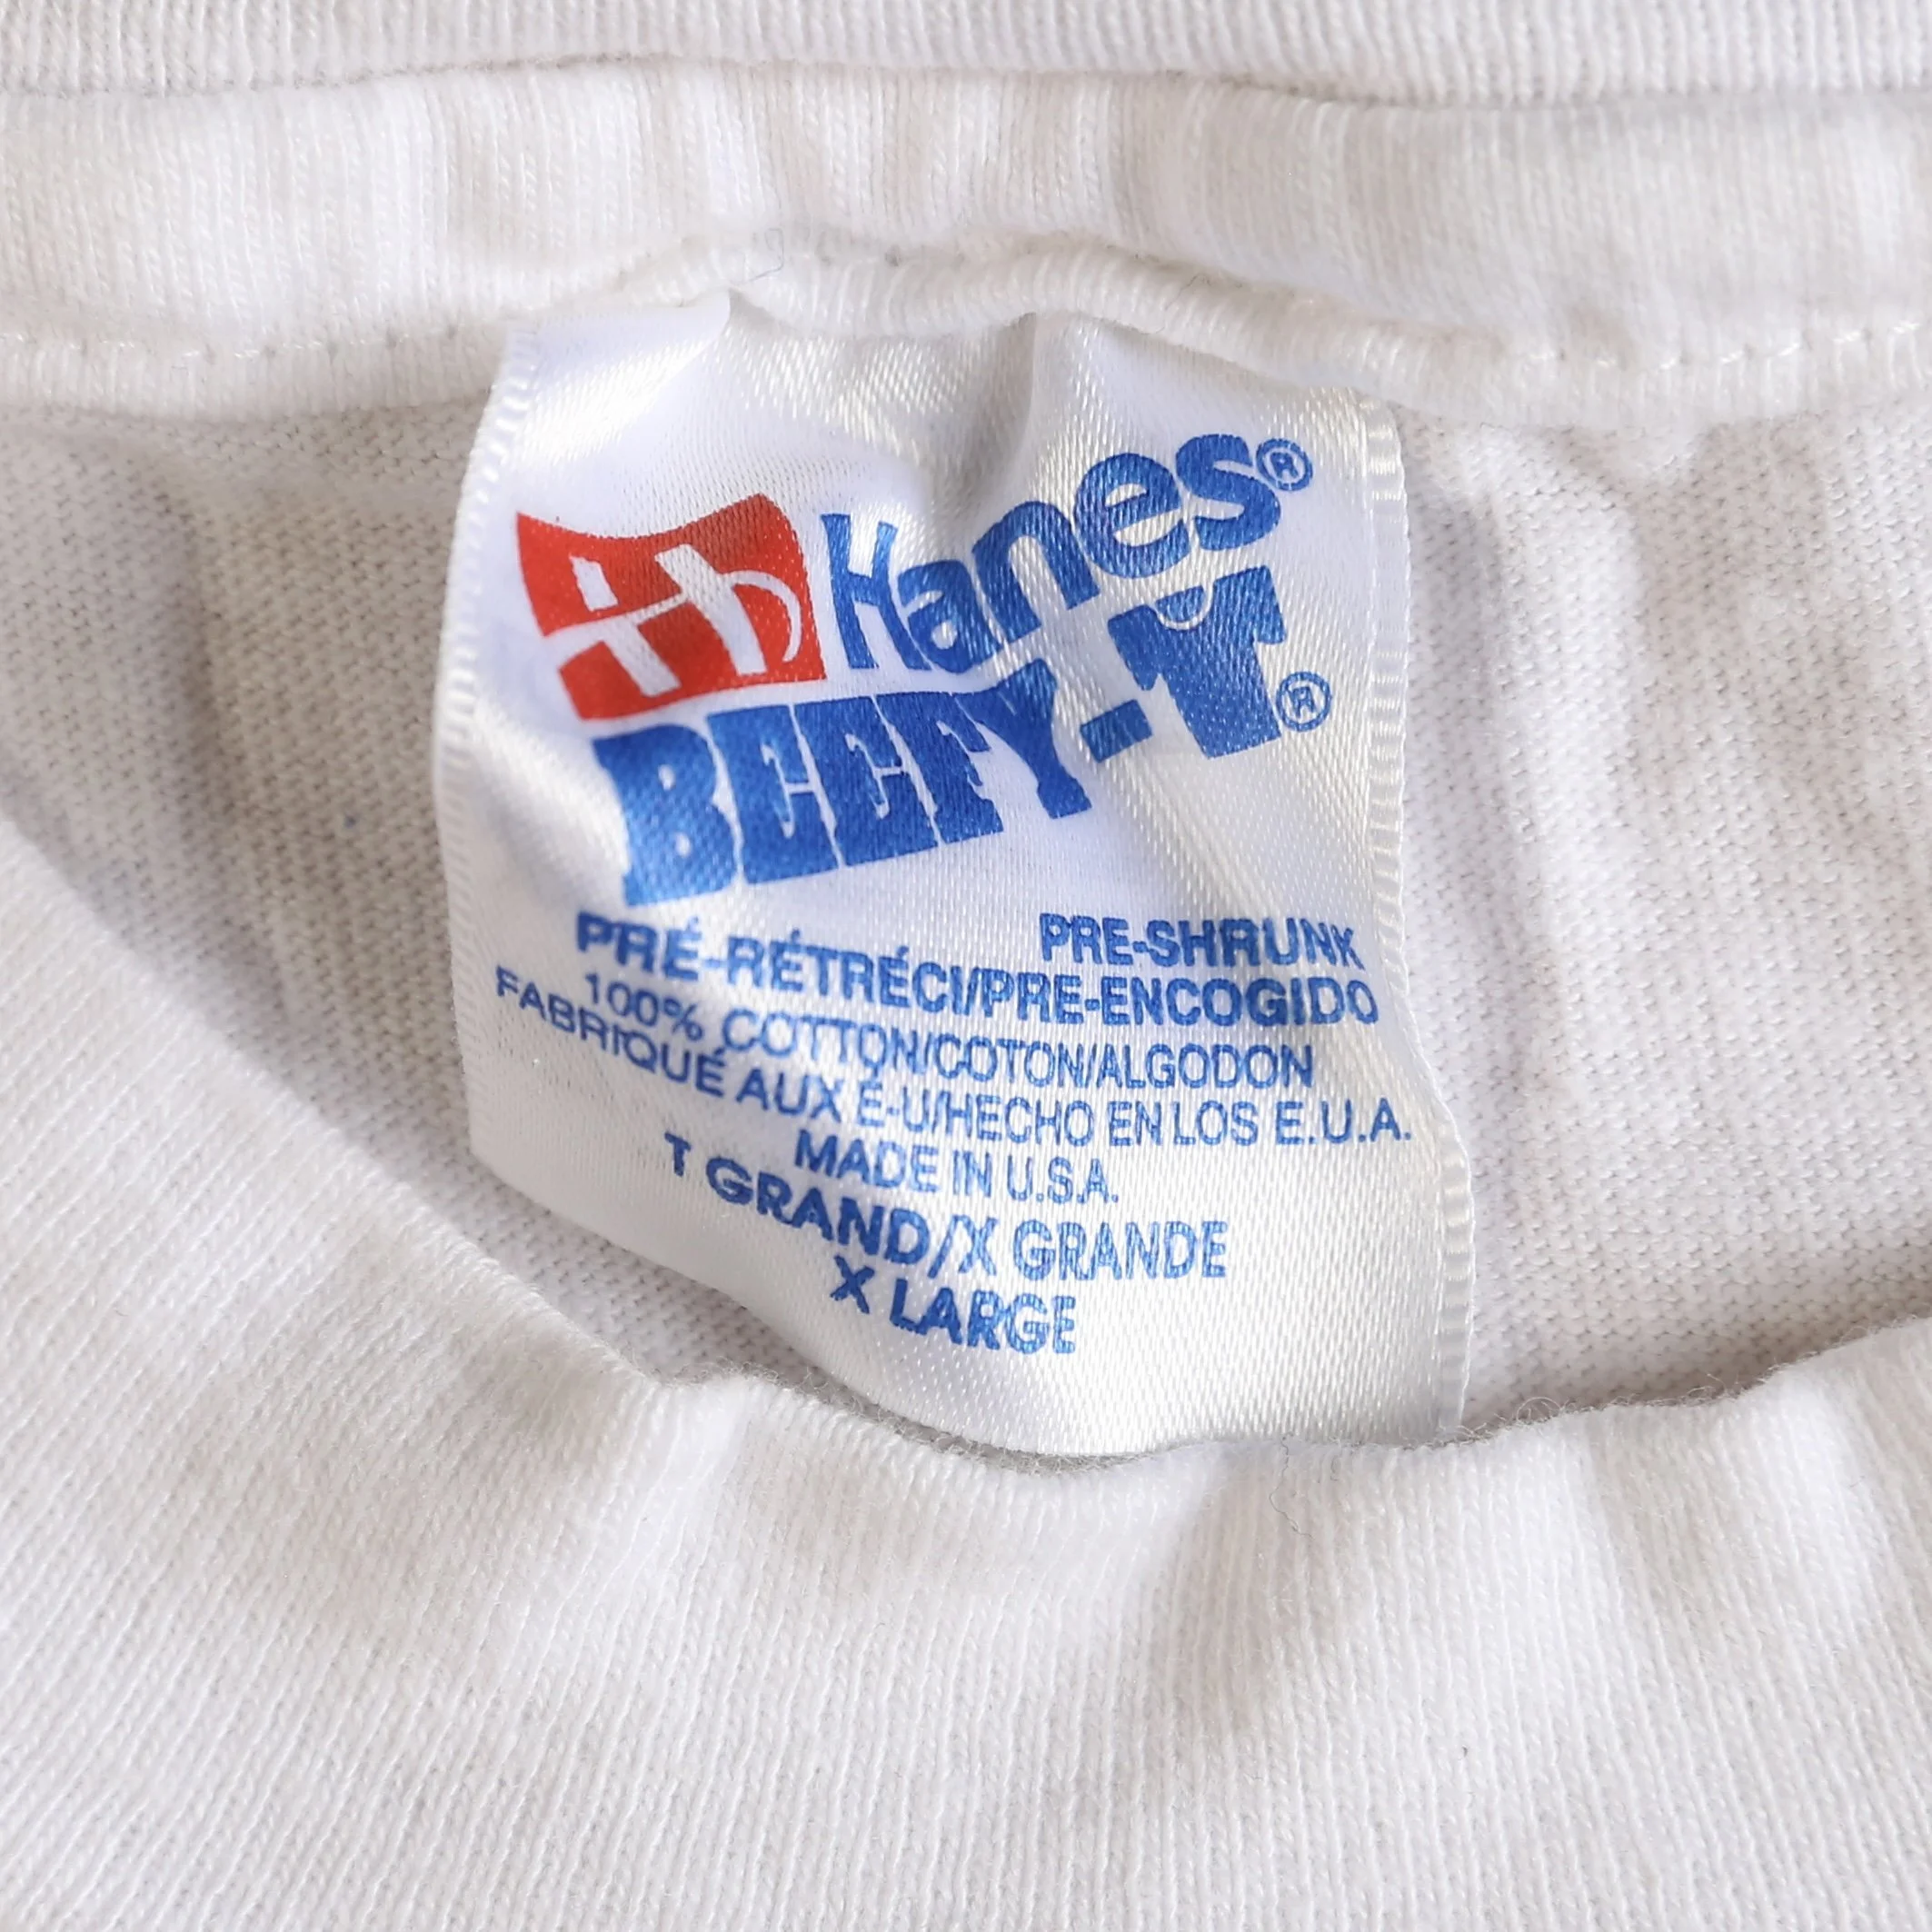 Hanes®
BEEFY-T®
PRE-SHRUNK
PRÉ-RÉTRÉCI/PRE-ENCOGIDO
100% COTTON/COTON/ALGODON
FABRIQUÉ AUX É-U/HECHO EN LOS E.U.A.
MADE IN U.S.A.
T GRAND/X GRANDE
X LARGE